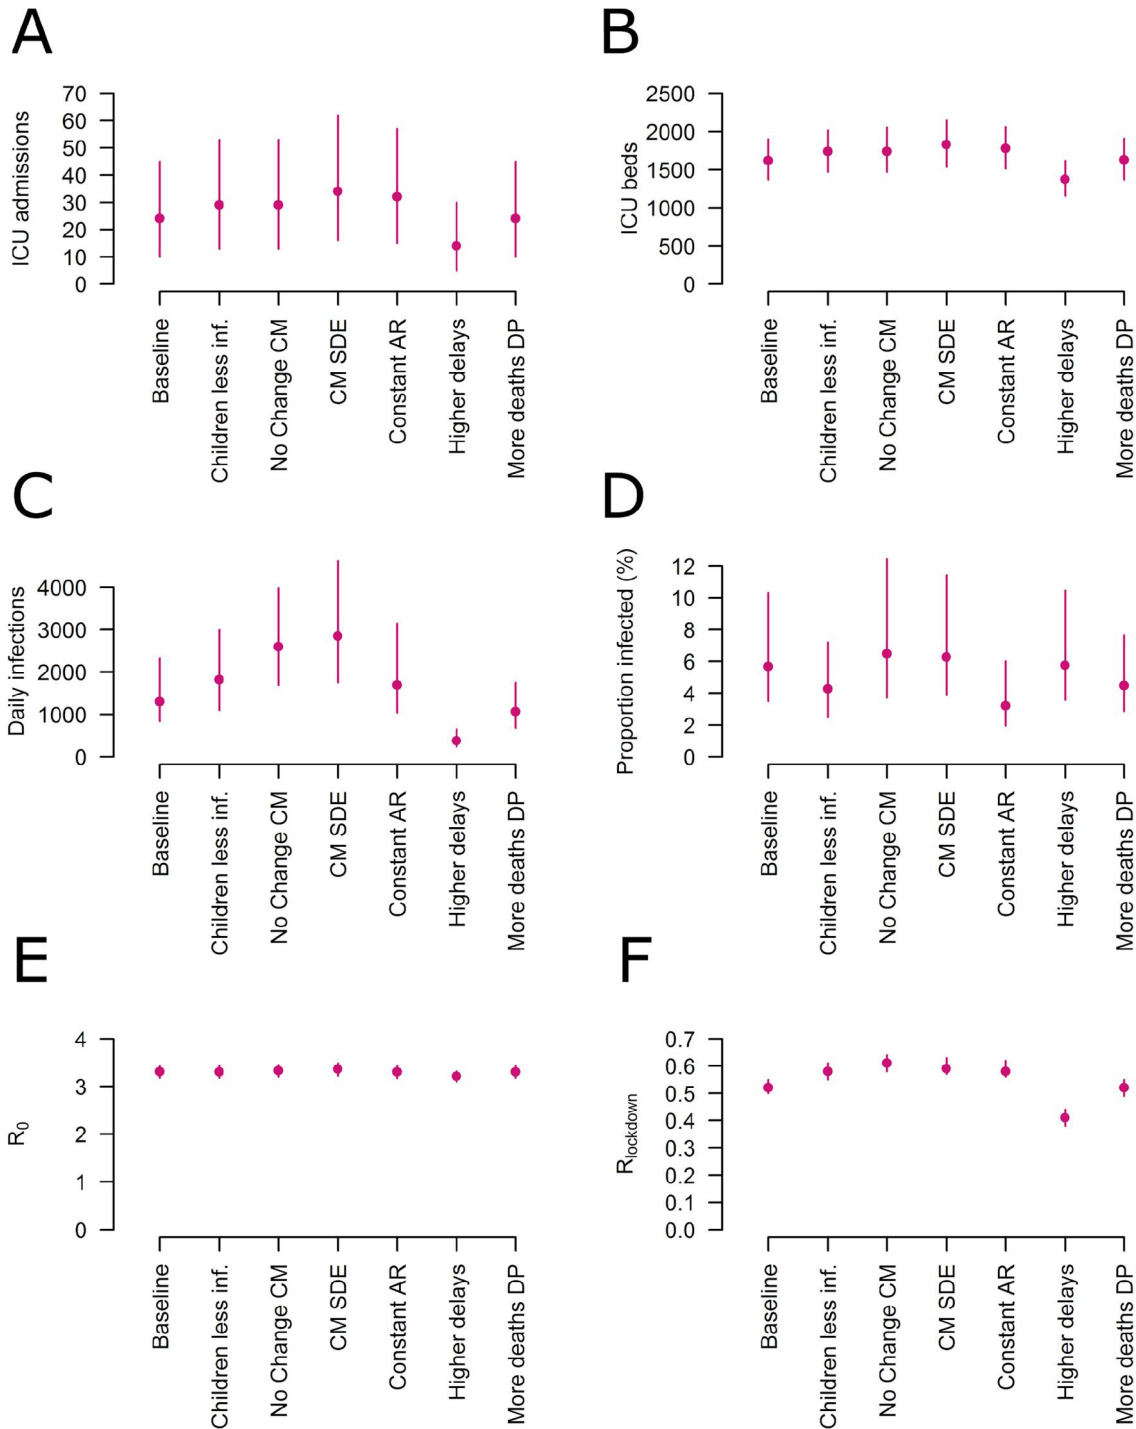 A
70
60
50
40
30
20
10
0
ICU admissions
Baseline
Children less inf.
No Change CM
CM SDE
Constant AR
Higher delays
More deaths DP
B
2500
2000
1500
1000
500
0
ICU beds
Baseline
Children less inf.
No Change CM
CM SDE
Constant AR
Higher delays
More deaths DP
C
4000
3000
2000
1000
0
Daily infections
Baseline
Children less inf.
No Change CM
CM SDE
Constant AR
Higher delays
More deaths DP
D
12
10
8
6
4
2
0
Proportion infected (%)
Baseline
Children less inf.
No Change CM
CM SDE
Constant AR
Higher delays
More deaths DP
E
4
3
2
1
0
R0
Baseline
Children less inf.
No Change CM
CM SDE
Constant AR
Higher delays
More deaths DP
F
0.7
0.6
0.5
0.4
0.3
0.2
0.1
0.0
Rlockdown
Baseline
Children less inf.
No Change CM
CM SDE
Constant AR
Higher delays
More deaths DP